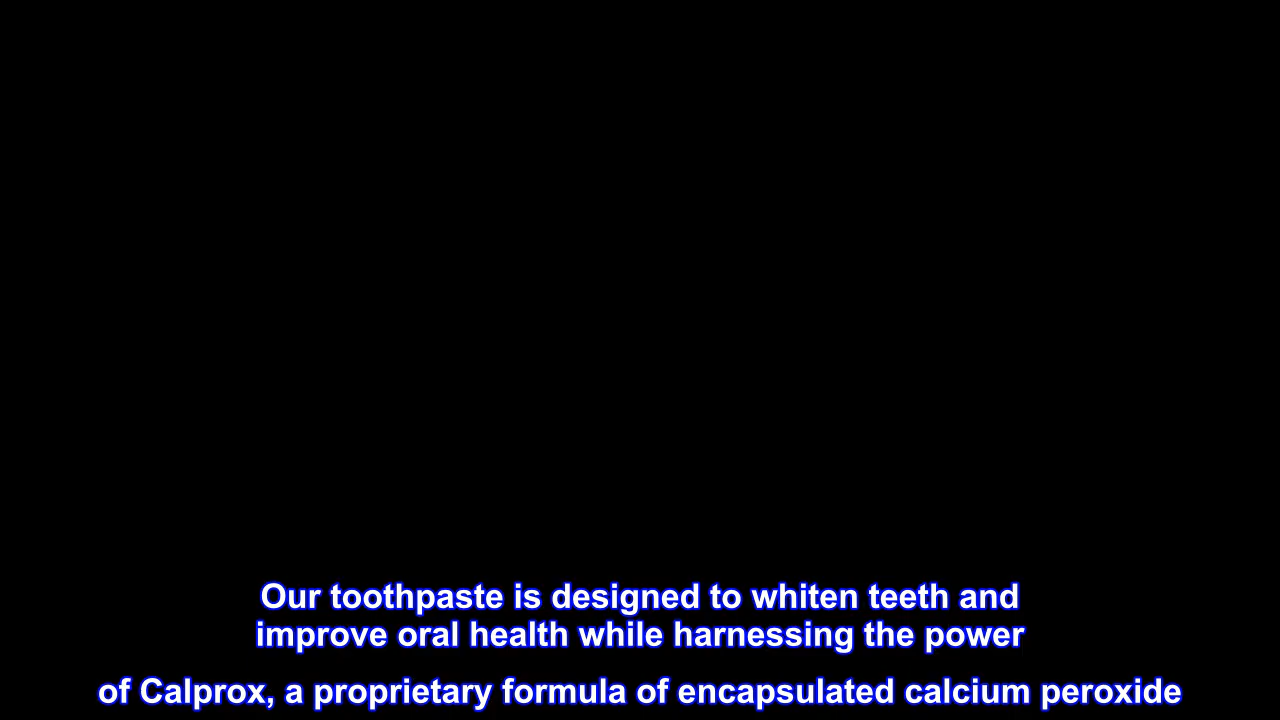 Our toothpaste is designed to whiten teeth and
improve oral health while harnessing the power
of Calprox, a proprietary formula of encapsulated calcium peroxide